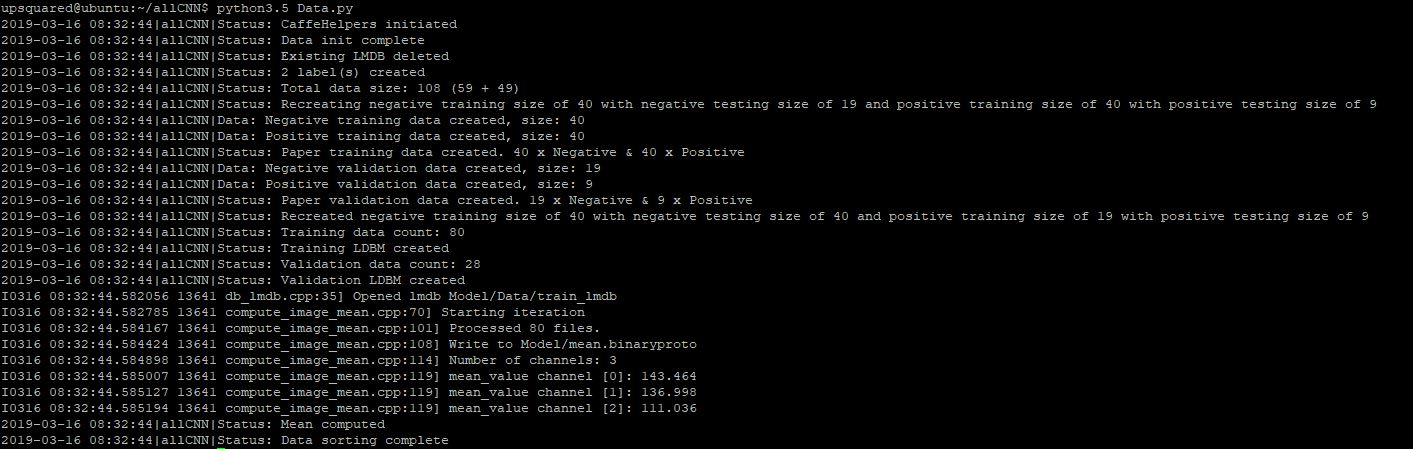 upsquared@ubuntu:~/allCNN$ python3.5 Data.py
2019-03-16 08:32:44|allCNN|Status: CaffeHelpers initiated
2019-03-16 08:32:44|allCNN|Status: Data init complete
2019-03-16 08:32:44|allCNN|Status: Existing LMDB deleted
2019-03-16 08:32:44|allCNN|Status: 2 label(s) created
2019-03-16 08:32:44|allCNN|Status: Total data size: 108 (59 + 49)
2019-03-16 08:32:44|allCNN|Status: Recreating negative training size of 40 with negative testing size of 19 and positive training size of 40 with positive testing size of 9
2019-03-16 08:32:44|allCNN|Data: Negative training data created, size: 40
2019-03-16 08:32:44|allCNN|Data: Positive training data created, size: 40
2019-03-16 08:32:44|allCNN|Status: Paper training data created. 40 x Negative & 40 x Positive
2019-03-16 08:32:44|allCNN|Data: Negative validation data created, size: 19
2019-03-16 08:32:44|allCNN|Data: Positive validation data created, size: 9
2019-03-16 08:32:44|allCNN|Status: Paper validation data created. 19 x Negative & 9 x Positive
2019-03-16 08:32:44|allCNN|Status: Recreated negative training size of 40 with negative testing size of 40 and positive training size of 19 with positive testing size of 9
2019-03-16 08:32:44|allCNN|Status: Training data count: 80
2019-03-16 08:32:44|allCNN|Status: Training LDBM created
2019-03-16 08:32:44|allCNN|Status: Validation data count: 28
2019-03-16 08:32:44|allCNN|Status: Validation LDBM created
I0316 08:32:44.582056 13641 db_lmdb.cpp:35] Opened lmdb Model/Data/train_lmdb
I0316 08:32:44.582785 13641 compute_image_mean.cpp:70] Starting iteration
I0316 08:32:44.584167 13641 compute_image_mean.cpp:101] Processed 80 files.
I0316 08:32:44.584424 13641 compute_image_mean.cpp:108] Write to Model/mean.binaryproto
I0316 08:32:44.584898 13641 compute_image_mean.cpp:114] Number of channels: 3
I0316 08:32:44.585007 13641 compute_image_mean.cpp:119] mean_value channel [0]: 143.464
I0316 08:32:44.585127 13641 compute_image_mean.cpp:119] mean_value channel [1]: 136.998
I0316 08:32:44.585194 13641 compute_image_mean.cpp:119] mean_value channel [2]: 111.036
2019-03-16 08:32:44|allCNN|Status: Mean computed
2019-03-16 08:32:44|allCNN|Status: Data sorting complete